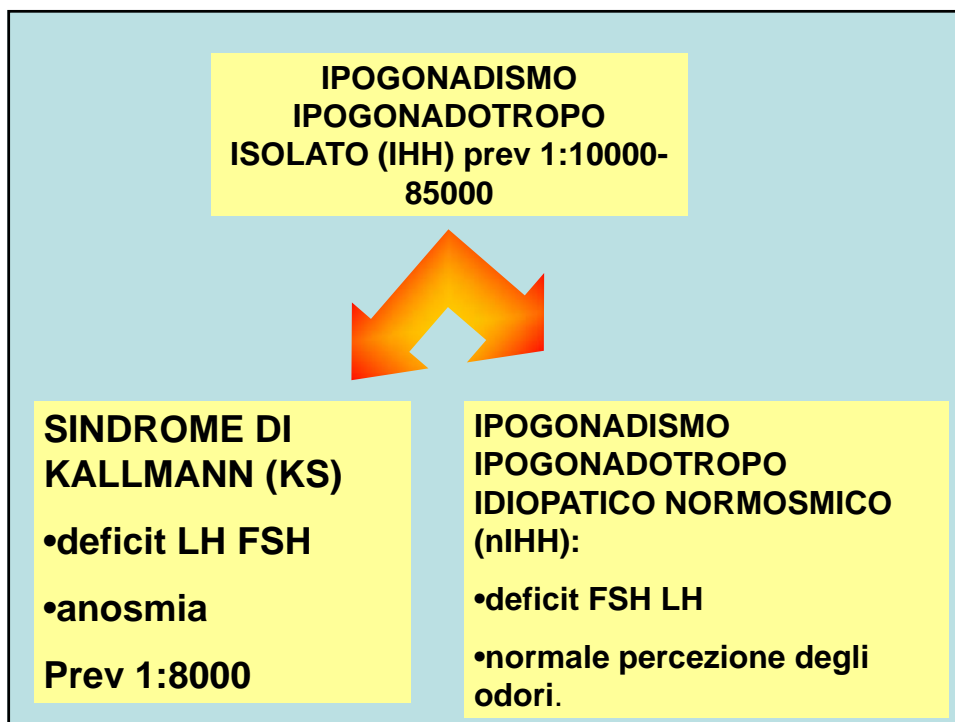 IPOGONADISMO
IPOGONADOTROPO
ISOLATO (IHH) prev 1:10000-
85000
SINDROME DI
KALLMANN (KS)
•deficit LH FSH
•anosmia
Prev 1:8000
IPOGONADISMO
IPOGONADOTROPO
IDIOPATICO NORMOSMICO
(nIHH):
•deficit FSH LH
•normale percezione degli
odori.